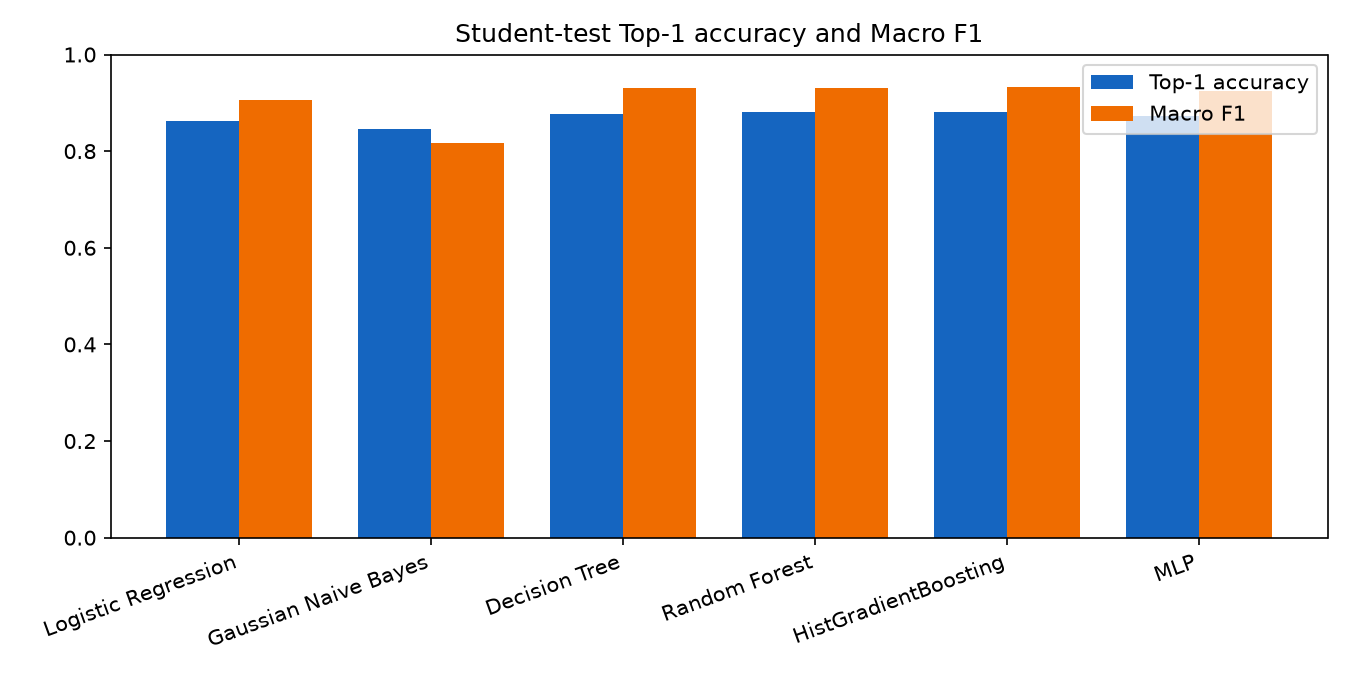 Student-test Top-1 accuracy and Macro F1
1.0
0.8
0.6
0.4
0.2
0.0
Top-1 accuracy
Macro F1
Logistic Regression
Gaussian Naive Bayes
Decision Tree
Random Forest
HistGradientBoosting
MLP